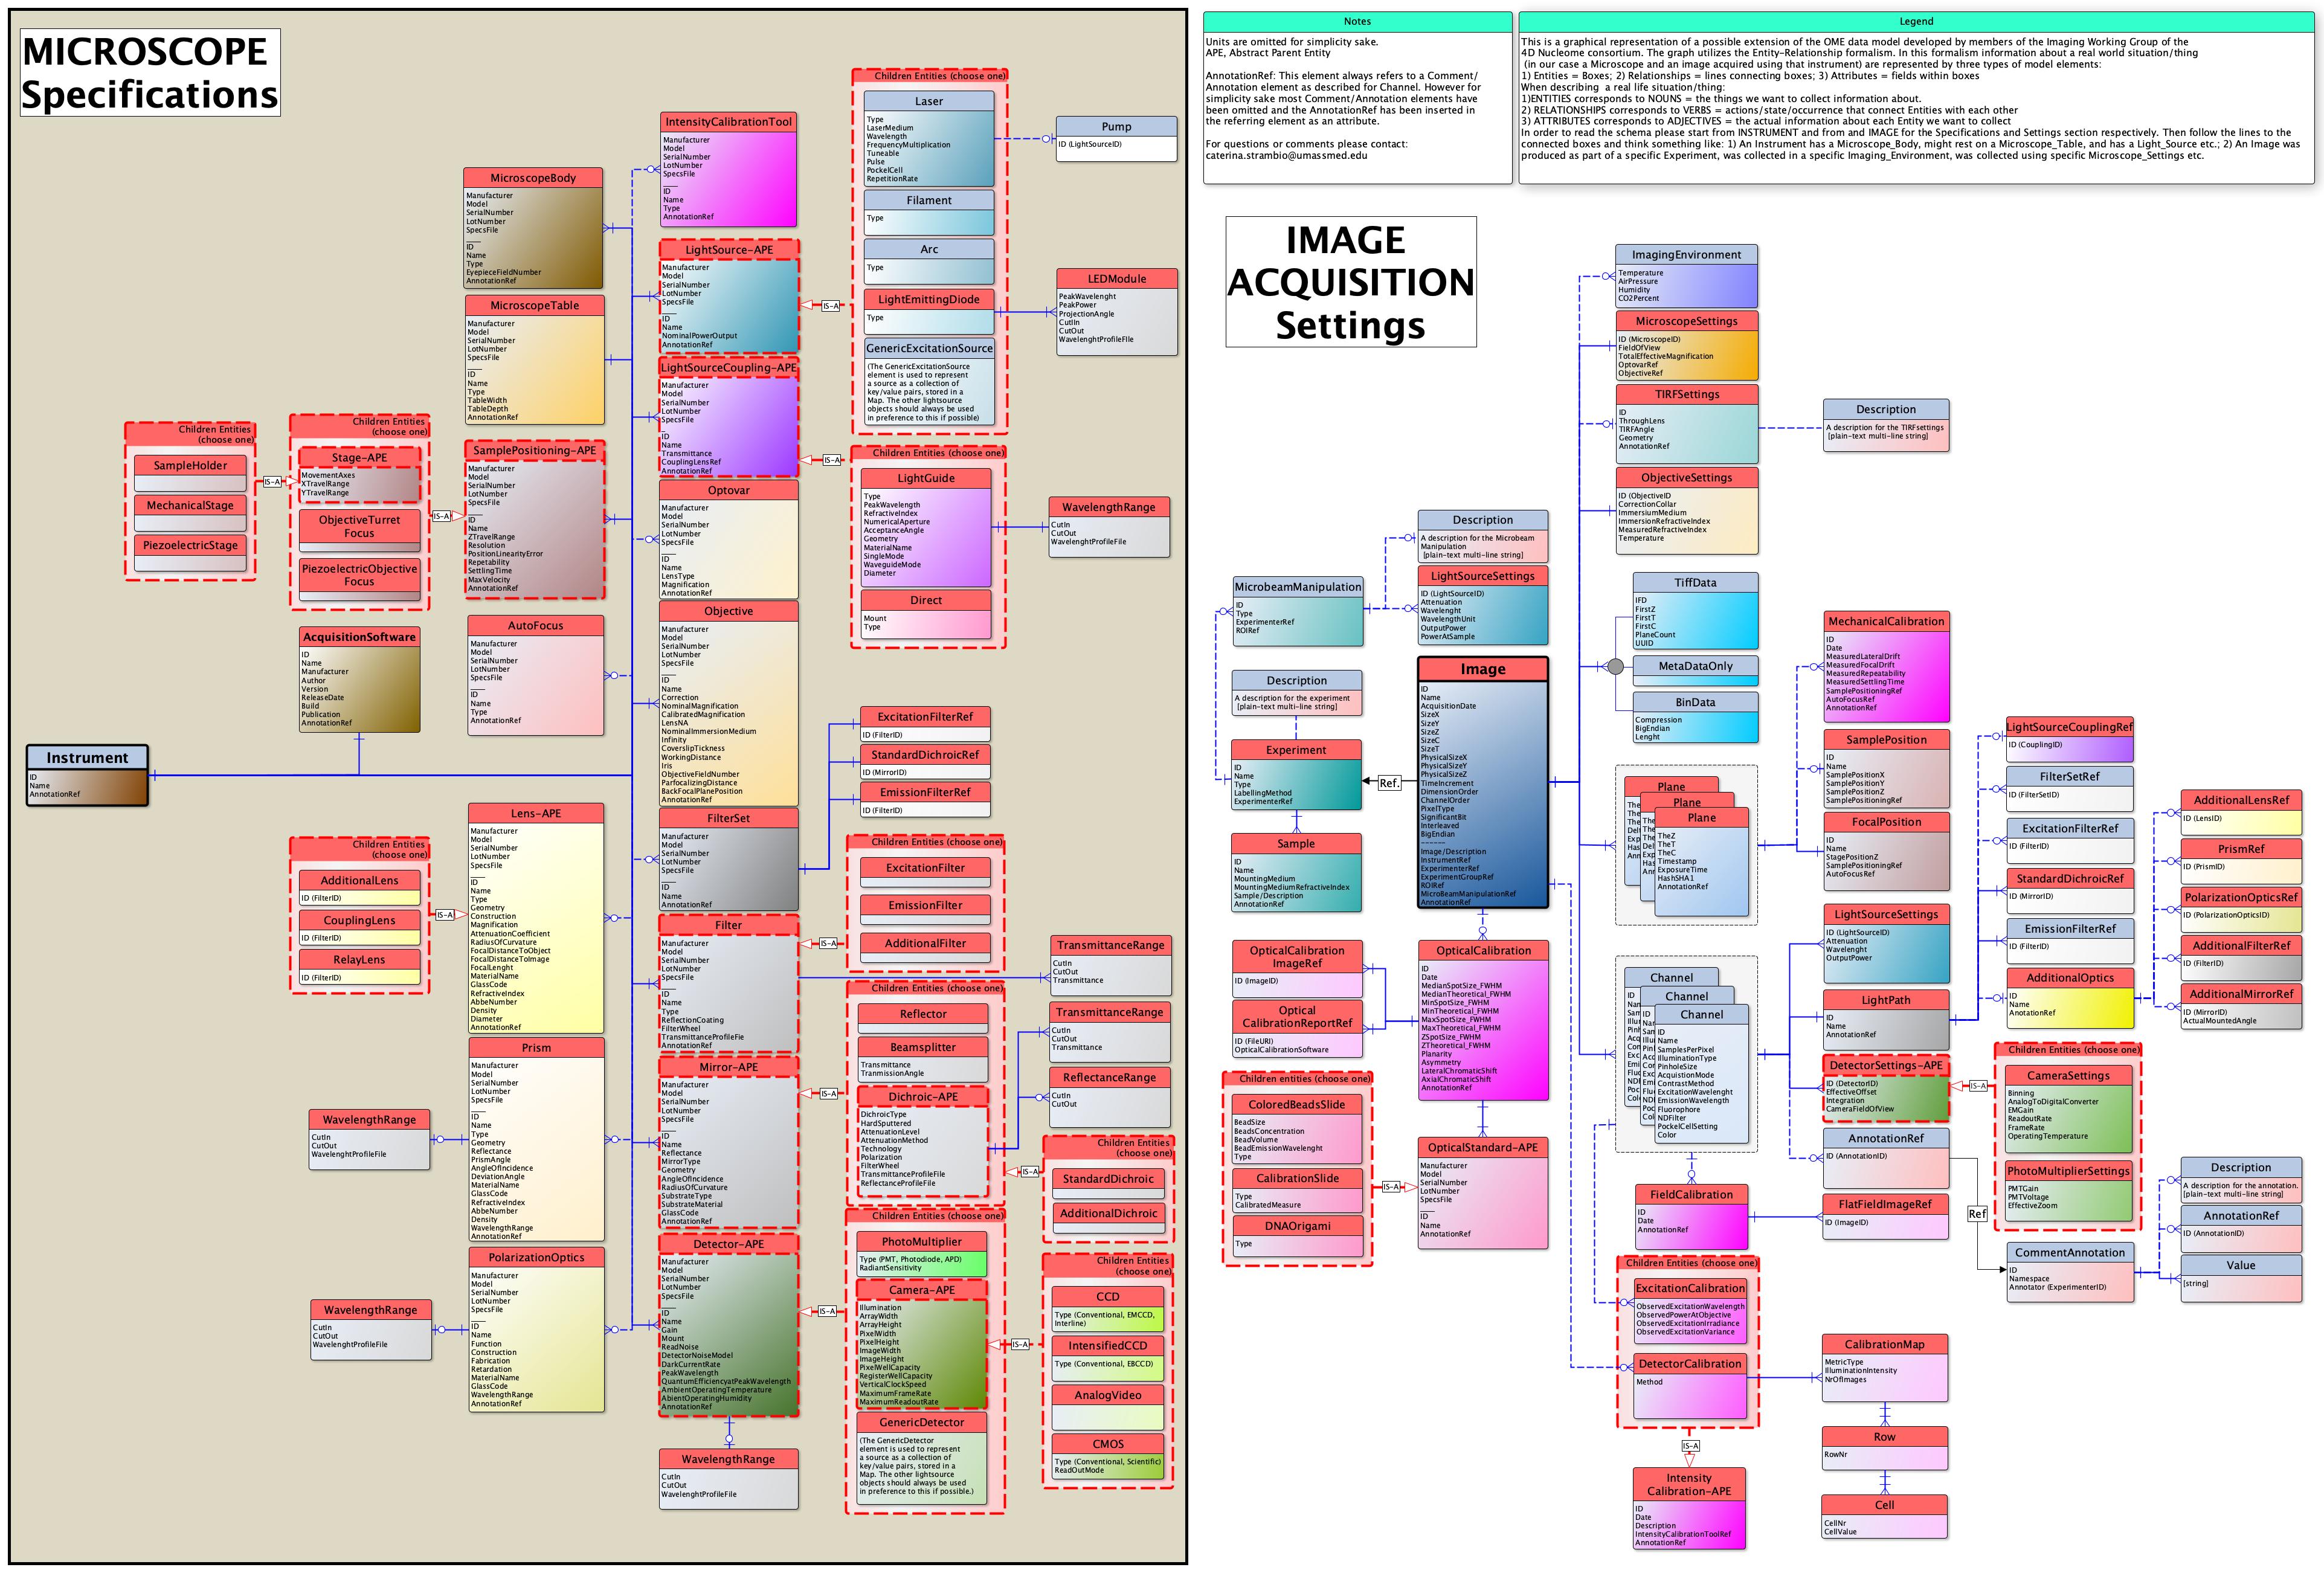 MICROSCOPE
Specifications
Instrument
ID
Name
AnnotationRef
AcquisitionSoftware
ID
Name
Manufacturer
Author
Version
ReleaseDate
Build
Publication
AnnotationRef
Children Entities
(choose one)
SampleHolder
MechanicalStage
PiezoelectricStage
IS-A
Children Entities
(choose one)
Stage-APE
MovementAxes
XTravelRange
YTravelRange
ObjectiveTurret
Focus
PiezoelectricObjective
Focus
IS-A
MicroscopeBody
Manufacturer
Model
SerialNumber
LotNumber
SpecsFile
____
ID
Name
Type
EyepieceFieldNumber
AnnotationRef
MicroscopeTable
Manufacturer
Model
SerialNumber
LotNumber
SpecsFile
____
ID
Name
Type
TableWidth
TableDepth
AnnotationRef
SamplePositioning-APE
Manufacturer
Model
SerialNumber
LotNumber
SpecsFile
____
ID
Name
ZTravelRange
Resolution
PositionLinearityError
Repetability
SettlingTime
MaxVelocity
AnnotationRef
AutoFocus
Manufacturer
Model
SerialNumber
LotNumber
SpecsFile
____
ID
Name
Type
AnnotationRef
Children Entities
(choose one)
AdditionalLens
ID (FilterID)
CouplingLens
ID (FilterID)
RelayLens
ID (FilterID)
IS-A
Lens-APE
Manufacturer
Model
SerialNumber
LotNumber
SpecsFile
____
ID
Name
Type
Geometry
Construction
Magnification
AttenuationCoefficient
RadiusOfCurvature
FocalDistanceToObject
FocalDistanceToImage
FocalLenght
MaterialName
GlassCode
RefractiveIndex
AbbeNumber
Density
Diameter
AnnotationRef
WavelengthRange
CutIn
CutOut
WavelenghtProfileFile
Prism
Manufacturer
Model
SerialNumber
LotNumber
SpecsFile
____
ID
Name
Type
Geometry
Reflectance
PrismAngle
AngleOfIncidence
DeviationAngle
MaterialName
GlassCode
RefractiveIndex
AbbeNumber
Density
WavelengthRange
AnnotationRef
WavelengthRange
CutIn
CutOut
WavelenghtProfileFile
PolarizationOptics
Manufacturer
Model
SerialNumber
LotNumber
SpecsFile
____
ID
Name
Function
Construction
Fabrication
Retardation
MaterialName
GlassCode
WavelengthRange
AnnotationRef
IntensityCalibrationTool
Manufacturer
Model
SerialNumber
LotNumber
SpecsFile
____
ID
Name
Type
AnnotationRef
LightSource-APE
Manufacturer
Model
SerialNumber
LotNumber
SpecsFile
____
ID
Name
NominalPowerOutput
AnnotationRef
IS-A
LightSourceCoupling-APE
Manufacturer
Model
SerialNumber
LotNumber
SpecsFile
_
ID
Name
Transmittance
CouplingLensRef
AnnotationRef
IS-A
Optovar
Manufacturer
Model
SerialNumber
LotNumber
SpecsFile
____
ID
Name
LensType
Magnification
AnnotationRef
Objective
Manufacturer
Model
SerialNumber
LotNumber
SpecsFile
____
ID
Name
Correction
NominalMagnification
CalibratedMagnification
LensNA
NominalImmersionMedium
Infinity
CoverslipTickness
WorkingDistance
Iris
ObjectiveFieldNumber
ParfocalizingDistance
BackFocalPlanePosition
AnnotationRef
FilterSet
Manufacturer
Model
SerialNumber
LotNumber
SpecsFile
____
ID
Name
AnnotationRef
Filter
Manufacturer
Model
SerialNumber
LotNumber
SpecsFile
____
ID
Name
Type
ReflectionCoating
FilterWheel
TransmittanceProfileFie
AnnotationRef
IS-A
Mirror-APE
Manufacturer
Model
SerialNumber
LotNumber
SpecsFile
____
ID
Name
Reflectance
MirrorType
Geometry
AngleOfIncidence
RadiusOfCurvature
SubstrateType
SubstrateMaterial
GlassCode
AnnotationRef
IS-A
Detector-APE
Manufacturer
Model
SerialNumber
LotNumber
SpecsFile
____
ID
Name
Gain
Mount
ReadNoise
DetectorNoiseModel
DarkCurrentRate
PeakWavelength
QuantumEfficiencyatPeakWavelength
AmbientOperatingTemperature
AbientOperatingHumidity
AnnotationRef
IS-A
WavelengthRange
CutIn
CutOut
WavelenghtProfileFile
Children Entities (choose one)
Laser
Type
LaserMedium
Wavelength
FrequencyMultiplication
Tuneable
Pulse
PockelCell
RepetitionRate
Filament
Type
Arc
Type
LightEmittingDiode
Type
GenericExcitationSource
(The GenericExcitationSource
element is used to represent
a source as a collection of
key/value pairs, stored in a
Map. The other lightsource
objects should always be used
in preference to this if possible)
Pump
ID (LightSourceID)
LEDModule
PeakWavelenght
PeakPower
ProjectionAngle
CutIIn
CutOut
WavelenghtProfileFIle
Children Entities (choose one)
LightGuide
Type
PeakWavelength
RefractiveIndex
NumericalAperture
AcceptanceAngle
Geometry
MaterialName
SingleMode
WaveguideMode
Diameter
Direct
Mount
Type
WavelengthRange
CutIn
CutOut
WavelenghtProfileFile
ExcitationFilterRef
ID (FilterID)
StandardDichroicRef
ID (MirrorID)
EmissionFilterRef
ID (FilterID)
Children Entities (choose one)
ExcitationFilter
EmissionFilter
AdditionalFilter
TransmittanceRange
CutIn
CutOut
Transmittance
Children Entities (choose one)
Reflector
Beamsplitter
Transmittance
TranmissionAngle
Dichroic-APE
DichroicType
HardSputtered
AttenuationLevel
AttenuationMethod
Technology
Polarization
FilterWheel
TransmittanceProfileFile
ReflectanceProfileFile
TransmittanceRange
CutIn
CutOut
Transmittance
ReflectanceRange
CutIn
CutOut
IS-A
Children Entities
(choose one)
StandardDichroic
AdditionalDichroic
Children Entities (choose one)
PhotoMultiplier
Type (PMT, Photodiode, APD)
RadiantSensitivity
Camera-APE
Illumination
ArrayWidth
ArrayHeight
PixelWidth
PixelHeight
ImageWidth
ImageHeight
PixelWellCapacity
RegisterWellCapacity
VerticalClockSpeed
MaximumFrameRate
MaximumReadoutRate
GenericDetector
(The GenericDetector
element is used to represent
a source as a collection of
key/value pairs, stored in a
Map. The other lightsource
objects should always be used
in preference to this if possible.)
IS-A
Children Entities
(choose one)
CCD
Type (Conventional, EMCCD,
Interline)
IntensifiedCCD
Type (Conventional, EBCCD)
AnalogVideo
CMOS
Type (Conventional, Scientific)
ReadOutMode
Notes
Units are omitted for simplicity sake.
APE, Abstract Parent Entity
AnnotationRef: This element always refers to a Comment/
Annotation element as described for Channel. However for
simplicity sake most Comment/Annotation elements have
been omitted and the AnnotationRef has been inserted in
the referring element as an attribute.
For questions or comments please contact:
caterina.strambio@umassmed.edu
Legend
This is a graphical representation of a possible extension of the OME data model developed by members of the Imaging Working Group of the
4D Nucleome consortium. The graph utilizes the Entity-Relationship formalism. In this formalism information about a real world situation/thing
(in our case a Microscope and an image acquired using that instrument) are represented by three types of model elements:
1) Entities = Boxes; 2) Relationships = lines connecting boxes; 3) Attributes = fields within boxes
When describing a real life situation/thing:
1)ENTITIES corresponds to NOUNS = the things we want to collect information about.
2) RELATIONSHIPS corresponds to VERBS = actions/state/occurrence that connect Entities with each other
3) ATTRIBUTES corresponds to ADJECTIVES = the actual information about each Entity we want to collect
In order to read the schema please start from INSTRUMENT and from and IMAGE for the Specifications and Settings section respectively. Then follow the lines to the
connected boxes and think something like: 1) An Instrument has a Microscope_Body, might rest on a Microscope_Table, and has a Light_Source etc.; 2) An Image was
produced as part of a specific Experiment, was collected in a specific Imaging_Environment, was collected using specific Microscope_Settings etc.
IMAGE
ACQUISITION
Settings
MicrobeamManipulation
ID
Type
ExperimenterRef
ROIRef
Description
A description for the experiment
[plain-text multi-line string]
Experiment
ID
Name
Type
LabellingMethod
ExperimenterRef
Ref.
Sample
ID
Name
MountingMedium
MountingMediumRefractiveIndex
Sample/Description
AnnotationRef
OpticalCalibration
ImageRef
ID (ImageID)
Optical
CalibrationReportRef
ID (FileURI)
OpticalCalibrationSoftware
Children entities (choose one)
ColoredBeadsSlide
BeadSize
BeadsConcentration
BeadVolume
BeadEmissionWavelenght
Type
CalibrationSlide
Type
CalibratedMeasure
DNAOrigami
Type
IS-A
Description
A description for the Microbeam
Manipulation
[plain-text multi-line string]
LightSourceSettings
ID (LightSourceID)
Attenuation
Wavelenght
WavelengthUnit
OutputPower
PowerAtSample
Image
ID
Name
AcquisitionDate
SizeX
SizeY
SizeZ
SizeC
SizeT
PhysicalSizeX
PhysicalSizeY
PhysicalSizeZ
TimeIncrement
DimensionOrder
ChannelOrder
PixelType
SignificantBit
Interleaved
BigEndian
------
Image/Description
InstrumentRef
ExperimenterRef
ExperimentGroupRef
ROIRef
MicroBeamManipulationRef
AnnotationRef
OpticalCalibration
ID
Date
MedianSpotSize_FWHM
MedianTheoretical_FWHM
MinSpotSize_FWHM
MinTheoretical_FWHM
MaxSpotSize_FWHM
MaxTheoretical_FWHM
ZSpotSize_FWHM
ZTheoretical_FWHM
Planarity
Asymmetry
LateralChromaticShift
AxialChromaticShift
AnnotationRef
OpticalStandard-APE
Manufacturer
Model
SerialNumber
LotNumber
SpecsFile
____
ID
Name
AnnotationRef
ImagingEnvironment
Temperature
AirPressure
Humidity
CO2Percent
MicroscopeSettings
ID (MicroscopeID)
FieldOfView
TotalEffectiveMagnification
OptovarRef
ObjectiveRef
TIRFSettings
ID
ThroughLens
TIRFAngle
Geometry
AnnotationRef
Description
A description for the TIRFsettings
[plain-text multi-line string]
ObjectiveSettings
ID (ObjectiveID
CorrectionCollar
ImmersiumMedium
ImmersionRefractiveIndex
MeasuredRefractiveIndex
Temperature
TiffData
IFD
FirstZ
FirstT
FirstC
PlaneCount
UUID
MetaDataOnly
BinData
Compression
BigEndian
Lenght
Plane
Plane
Plane
TheZ
TheT
TheC
Timestamp
ExposureTime
HashSHA1
AnnotationRef
Channel
Channel
Channel
ID
Name
SamplesPerPixel
IlluminationType
PinholeSize
AcquisitionMode
ContrastMethod
ExcitationWavelenght
EmissionWavelength
Fluorophore
NDFilter
PockelCellSetting
Color
MechanicalCalibration
ID
Date
MeasuredLateralDrift
MeasuredFocalDrift
MeasuredRepeatability
MeasuredSettlingTime
SamplePositioningRef
AutoFocusRef
AnnotationRef
SamplePosition
ID
Name
SamplePositionX
SamplePositionY
SamplePositionZ
SamplePositioningRef
FocalPosition
ID
Name
StagePositionZ
SamplePositioningRef
AutoFocusRef
LightSourceSettings
ID (LightSourceID)
Attenuation
Wavelenght
OutputPower
LightPath
ID
Name
AnnotationRef
DetectorSettings-APE
ID (DetectorID)
EffectiveOffset
Integration
CameraFieldOfView
IS-A
AnnotationRef
ID (AnnotationID)
FlatFieldImageRef
ID (ImageID)
Ref
LightSourceCouplingRef
ID (CouplingID)
FilterSetRef
ID (FilterSetID)
ExcitationFilterRef
ID (FilterID)
StandardDichroicRef
ID (MirrorID)
EmissionFilterRef
ID (FilterID)
AdditionalOptics
ID
Name
AnotationRef
AdditionalLensRef
ID (LensID)
PrismRef
ID (PrismID)
PolarizationOpticsRef
ID (PolarizationOpticsID)
AdditionalFilterRef
ID (FilterID)
AdditionalMirrorRef
ID (MirrorID)
ActualMountedAngle
Children Entities (choose one)
CameraSettings
Binning
AnalogToDigitalConverter
EMGain
ReadoutRate
FrameRate
OperatingTemperature
PhotoMultiplierSettings
PMTGain
PMTVoltage
EffectiveZoom
CommentAnnotation
ID
Namespace
Annotator (ExperimenterID)
Description
A description for the annotation.
[plain-text multi-line string]
AnnotationRef
ID (AnnotationID)
Value
[string]
FieldCalibration
ID
Date
AnnotationRef
Children Entities (choose one)
ExcitationCalibration
ObservedExcitationWavelength
ObservedPowerAtObjective
ObservedExcitationIrradiance
ObservedExcitationVariance
DetectorCalibration
Method
IS-A
Intensity
Calibration-APE
ID
Date
Description
IntensityCalibrationToolRef
AnnotationRef
CalibrationMap
MetricType
IlluminationIntensity
NrOfImages
Row
RowNr
Cell
CellNr
CellValue